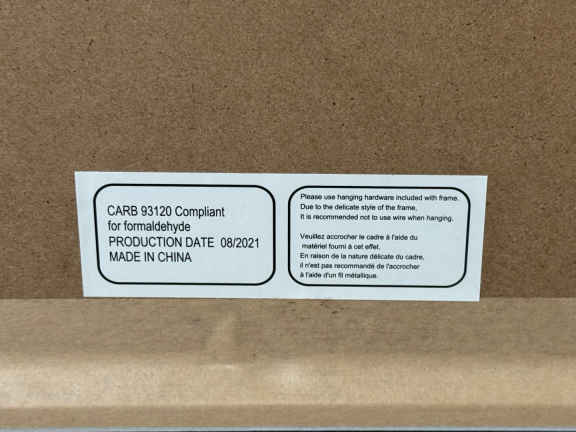 CARB 93120 Compliant
for formaldehyde
PRODUCTION DATE 08/2021
MADE IN CHINA
Please use hanging hardware included with frame.
Due to the delicate style of the frame,
It is recommended not to use wire when hanging.
Veuillez accrocher le cadre à l'aide du
matériel fourni à cet effet.
En raison de la nature délicate du cadre,
il n'est pas recommandé de l'accrocher
à l'aide d'un fil métallique.